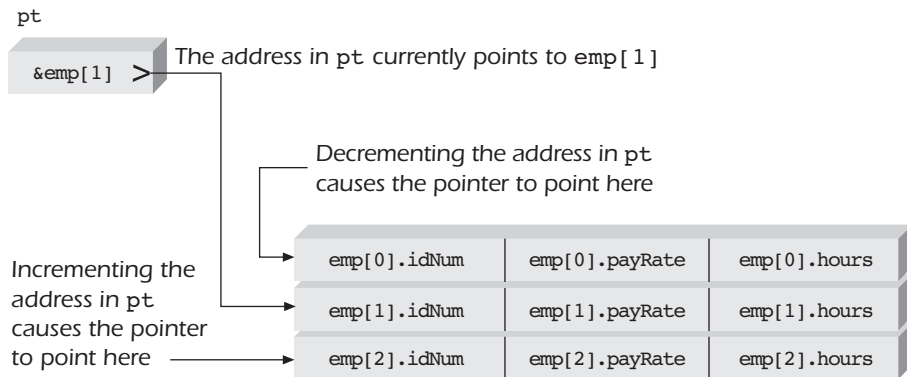 pt
&emp[1] >
The address in pt currently points to emp[1]
Decrementing the address in pt
causes the pointer to point here
Incrementing the
address in pt
causes the pointer
to point here
emp[0].idNum emp[0].payRate emp[0].hours
emp[1].idNum emp[1].payRate emp[1].hours
emp[2].idNum emp[2].payRate emp[2].hours